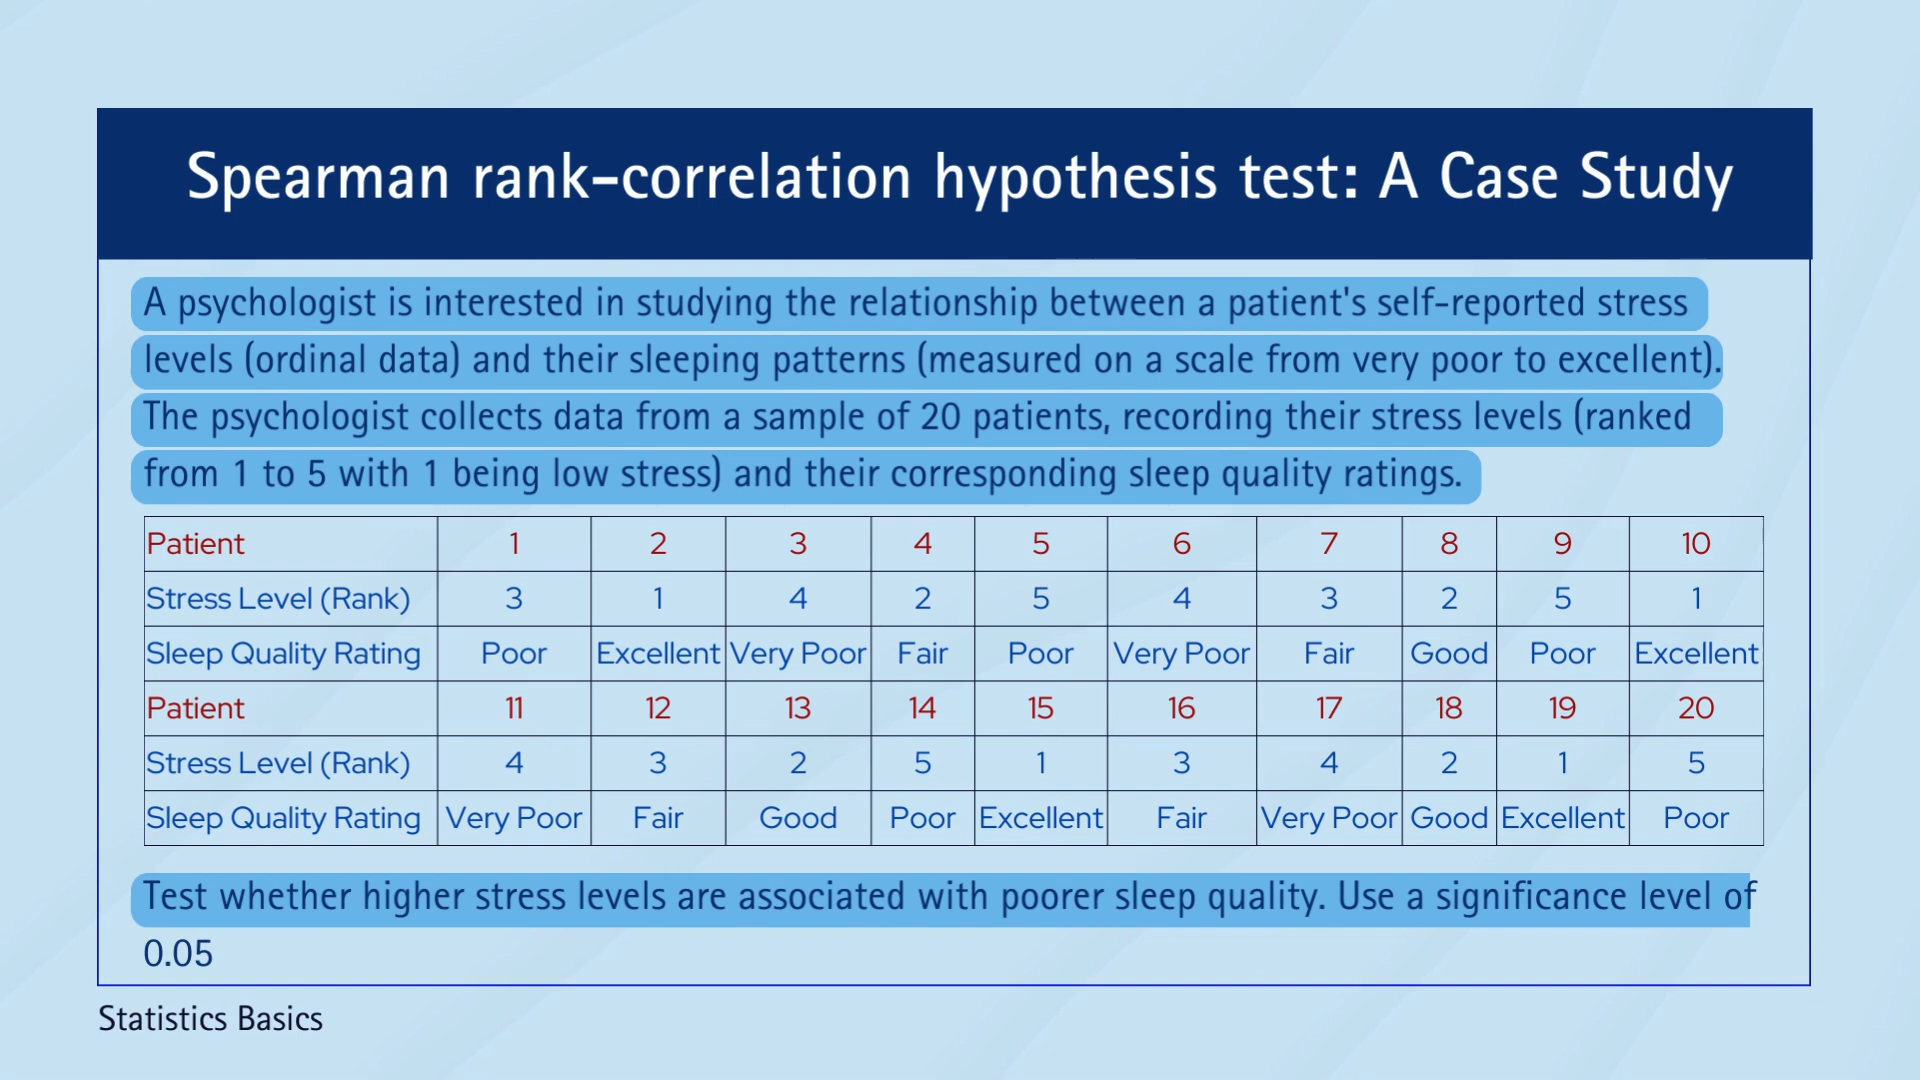 Spearman rank-correlation hypothesis test: A Case Study
A psychologist is interested in studying the relationship between a patient's self-reported stress
levels (ordinal data) and their sleeping patterns (measured on a scale from very poor to excellent).
The psychologist collects data from a sample of 20 patients, recording their stress levels (ranked
from 1 to 5 with 1 being low stress) and their corresponding sleep quality ratings.
Patient 1 2 3 4 5 6 7 8 9 10
Stress Level (Rank) 3 1 4 2 5 4 3 2 5 1
Sleep Quality Rating Poor Excellent Very Poor Fair Poor Very Poor Fair Good Poor Excellent
Patient 11 12 13 14 15 16 17 18 19 20
Stress Level (Rank) 4 3 2 5 1 3 4 2 1 5
Sleep Quality Rating Very Poor Fair Good Poor Excellent Fair Very Poor Good Excellent Poor
Test whether higher stress levels are associated with poorer sleep quality. Use a significance level of
0.05
Statistics Basics